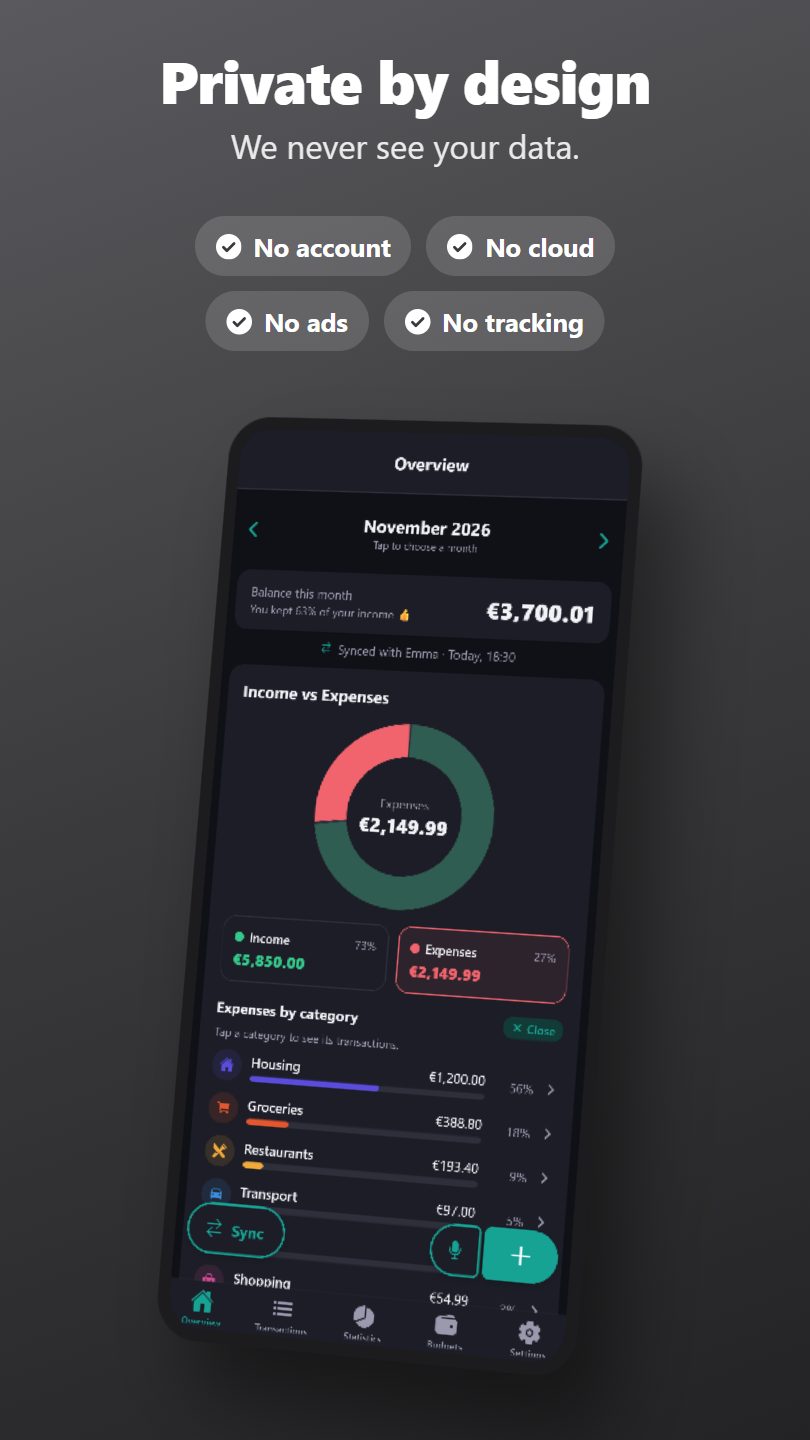 Private by design
We never see your data.
No account
No cloud
No ads
No tracking
Overview
November 2026
Tap to choose a month
Balance this month
You kept 63% of your income 👍
€3,700.01
Synced with Emma · Today, 18:30
Income vs Expenses
Expenses
€2,149.99
Income 73%
€5,850.00
Expenses 27%
€2,149.99
Expenses by category
Close
Tap a category to see its transactions.
Housing €1,200.00 56%
Groceries €388.80 18%
Restaurants €193.40 9%
Transport €97.00 5%
Sync
Shopping €54.99
Overview
Transactions
Statistics
Budgets
Settings